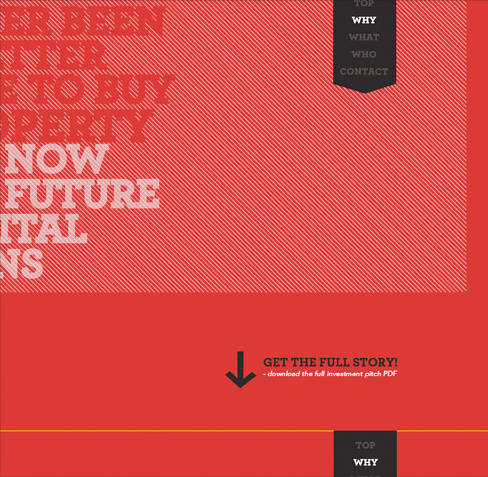 TOP
WHY
WHAT
WHO
CONTACT
ER BEEN
TTER
E TO BUY
OPERTY
NOW
FUTURE
ITAL
NS
GET THE FULL STORY!
- download the full investment pitch PDF
TOP
WHY